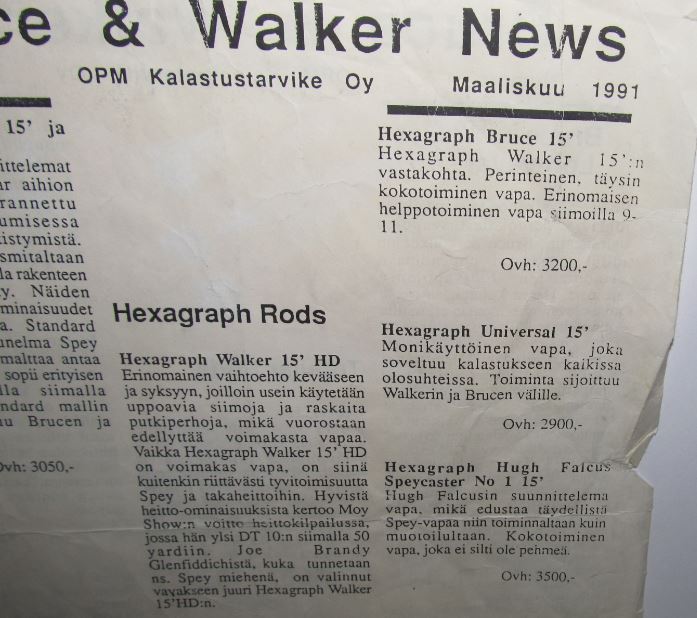 ce & Walker News
OPM Kalastustarvike Oy Maaliskuu 1991
15' ja
ittelemat
ar aihion
rannettu
umisessa
istymistä.
smitaltaan
la rakenteen
y. Näiden
minaisuudet
a. Standard
unelma Spey
malttaa antaa
sopii erityisen
lla siimalla
ndard mallin
u Brucen ja
Ovh: 3050,-
Hexagraph Rods
Hexagraph Walker 15' HD
Erinomainen vaihtoehto kevääseen
ja syksyyn, jolloin usein käytetään
uppoavia siimoja ja raskaita
putkiperhoja, mikä vuorostaan
edellyttää voimakasta vapaa.
Vaikka Hexagraph Walker 15' HD
on voimakas vapa, on siinä
kuitenkin riittävästi tyvitoimisuutta
Spey ja takaheittoihin. Hyvistä
heitto-ominaisuuksista kertoo Moy
Show:n voitto heittokilpailussa,
jossa hän ylsi DT 10:n siimalla 50
yardiin. Joe Brandy
Glenfiddichistä, kuka tunnetaan
ns. Spey miehenä, on valinnut
vavakseen juuri Hexagraph Walker
15'HD:n.
Hexagraph Bruce 15'
Hexagraph Walker 15':n
vastakohta. Perinteinen, täysin
kokotoiminen vapa. Erinomaisen
helppotoiminen vapa siimoilla 9-
11.
Ovh: 3200,-
Hexagraph Universal 15'
Monikäyttöinen vapa, joka
soveltuu kalastukseen kaikissa
olosuhteissa. Toiminta sijoittuu
Walkerin ja Brucen välille.
Ovh: 2900,-
Hexagraph Hugh Falcus
Speycaster No 1 15'
Hugh Falcusin suunnittelema
vapa, mikä edustaa täydellistä
Spey-vapaa niin toiminnaltaan kuin
muotoilultaan. Kokotoiminen
vapa, joka ei silti ole pehmeä.
Ovh: 3500,-